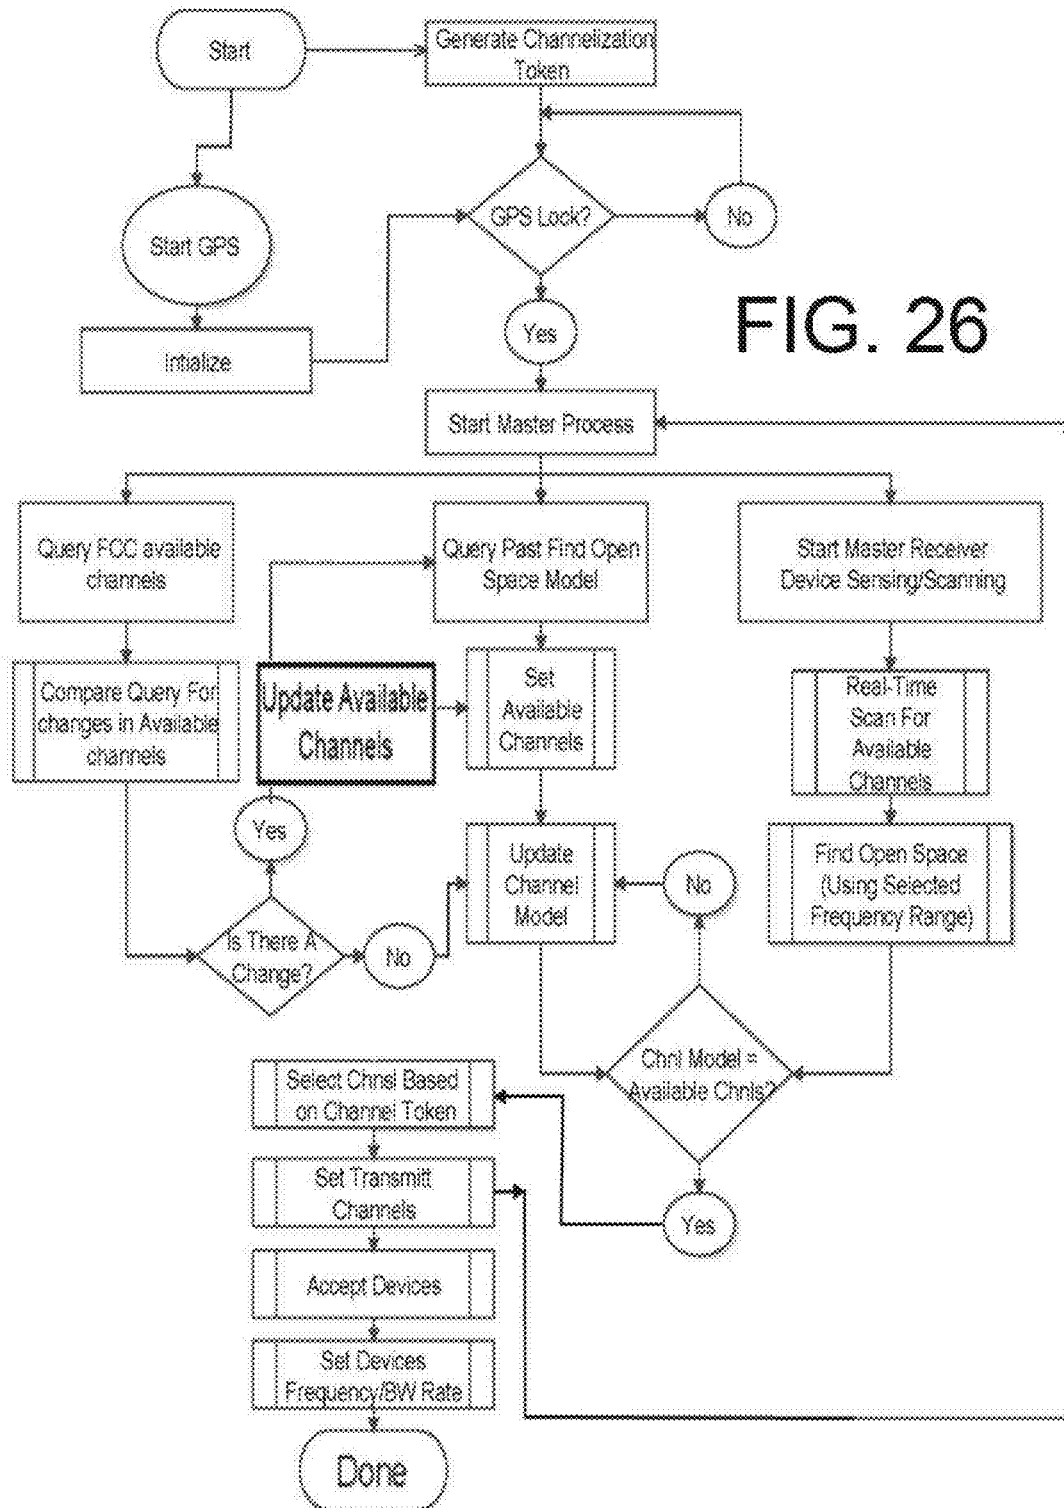 Start
Generate Channelization
Token
GPS Lock?
No
Start GPS
Yes
Intialize
FIG. 26
Start Master Process
Query FCC available
channels
Query Past Find Open
Space Model
Start Master Receiver
Device Sensing/Scanning
Compare Query For
changes in Available
channels
Update Available
Channels
Set
Available
Channels
Real-Time
Scan For
Available
Channels
Yes
Update
Channel
Model
No
Find Open Space
(Using Selected
Frequency Range)
Is There A
Change?
No
Chnl Model =
Available Chnls?
Select Chnsl Based
on Channel Token
Set Transmitt
Channels
Yes
Accept Devices
Set Devices
Frequency/BW Rate
Done